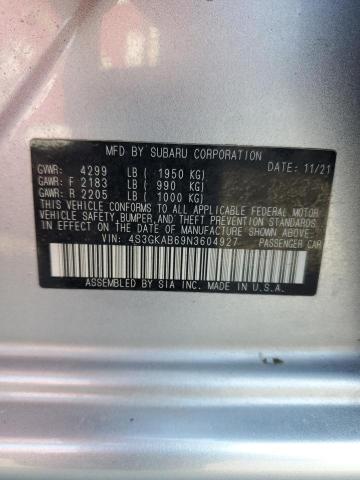 MFD BY SUBARU CORPORATION
GVWR: 4299 LB ( 1950 KG) DATE: 11/21
GAWR: F 2183 LB ( 990 KG)
GAWR: R 2205 LB ( 1000 KG)
THIS VEHICLE CONFORMS TO ALL APPLICABLE FEDERAL MOTOR
VEHICLE SAFETY, BUMPER, AND THEFT PREVENTION STANDARDS
IN EFFECT ON THE DATE OF MANUFACTURE SHOWN ABOVE.
VIN: 4S3GKAB69N3604927 PASSENGER CAR
ASSEMBLED BY SIA INC. MADE IN U.S.A.